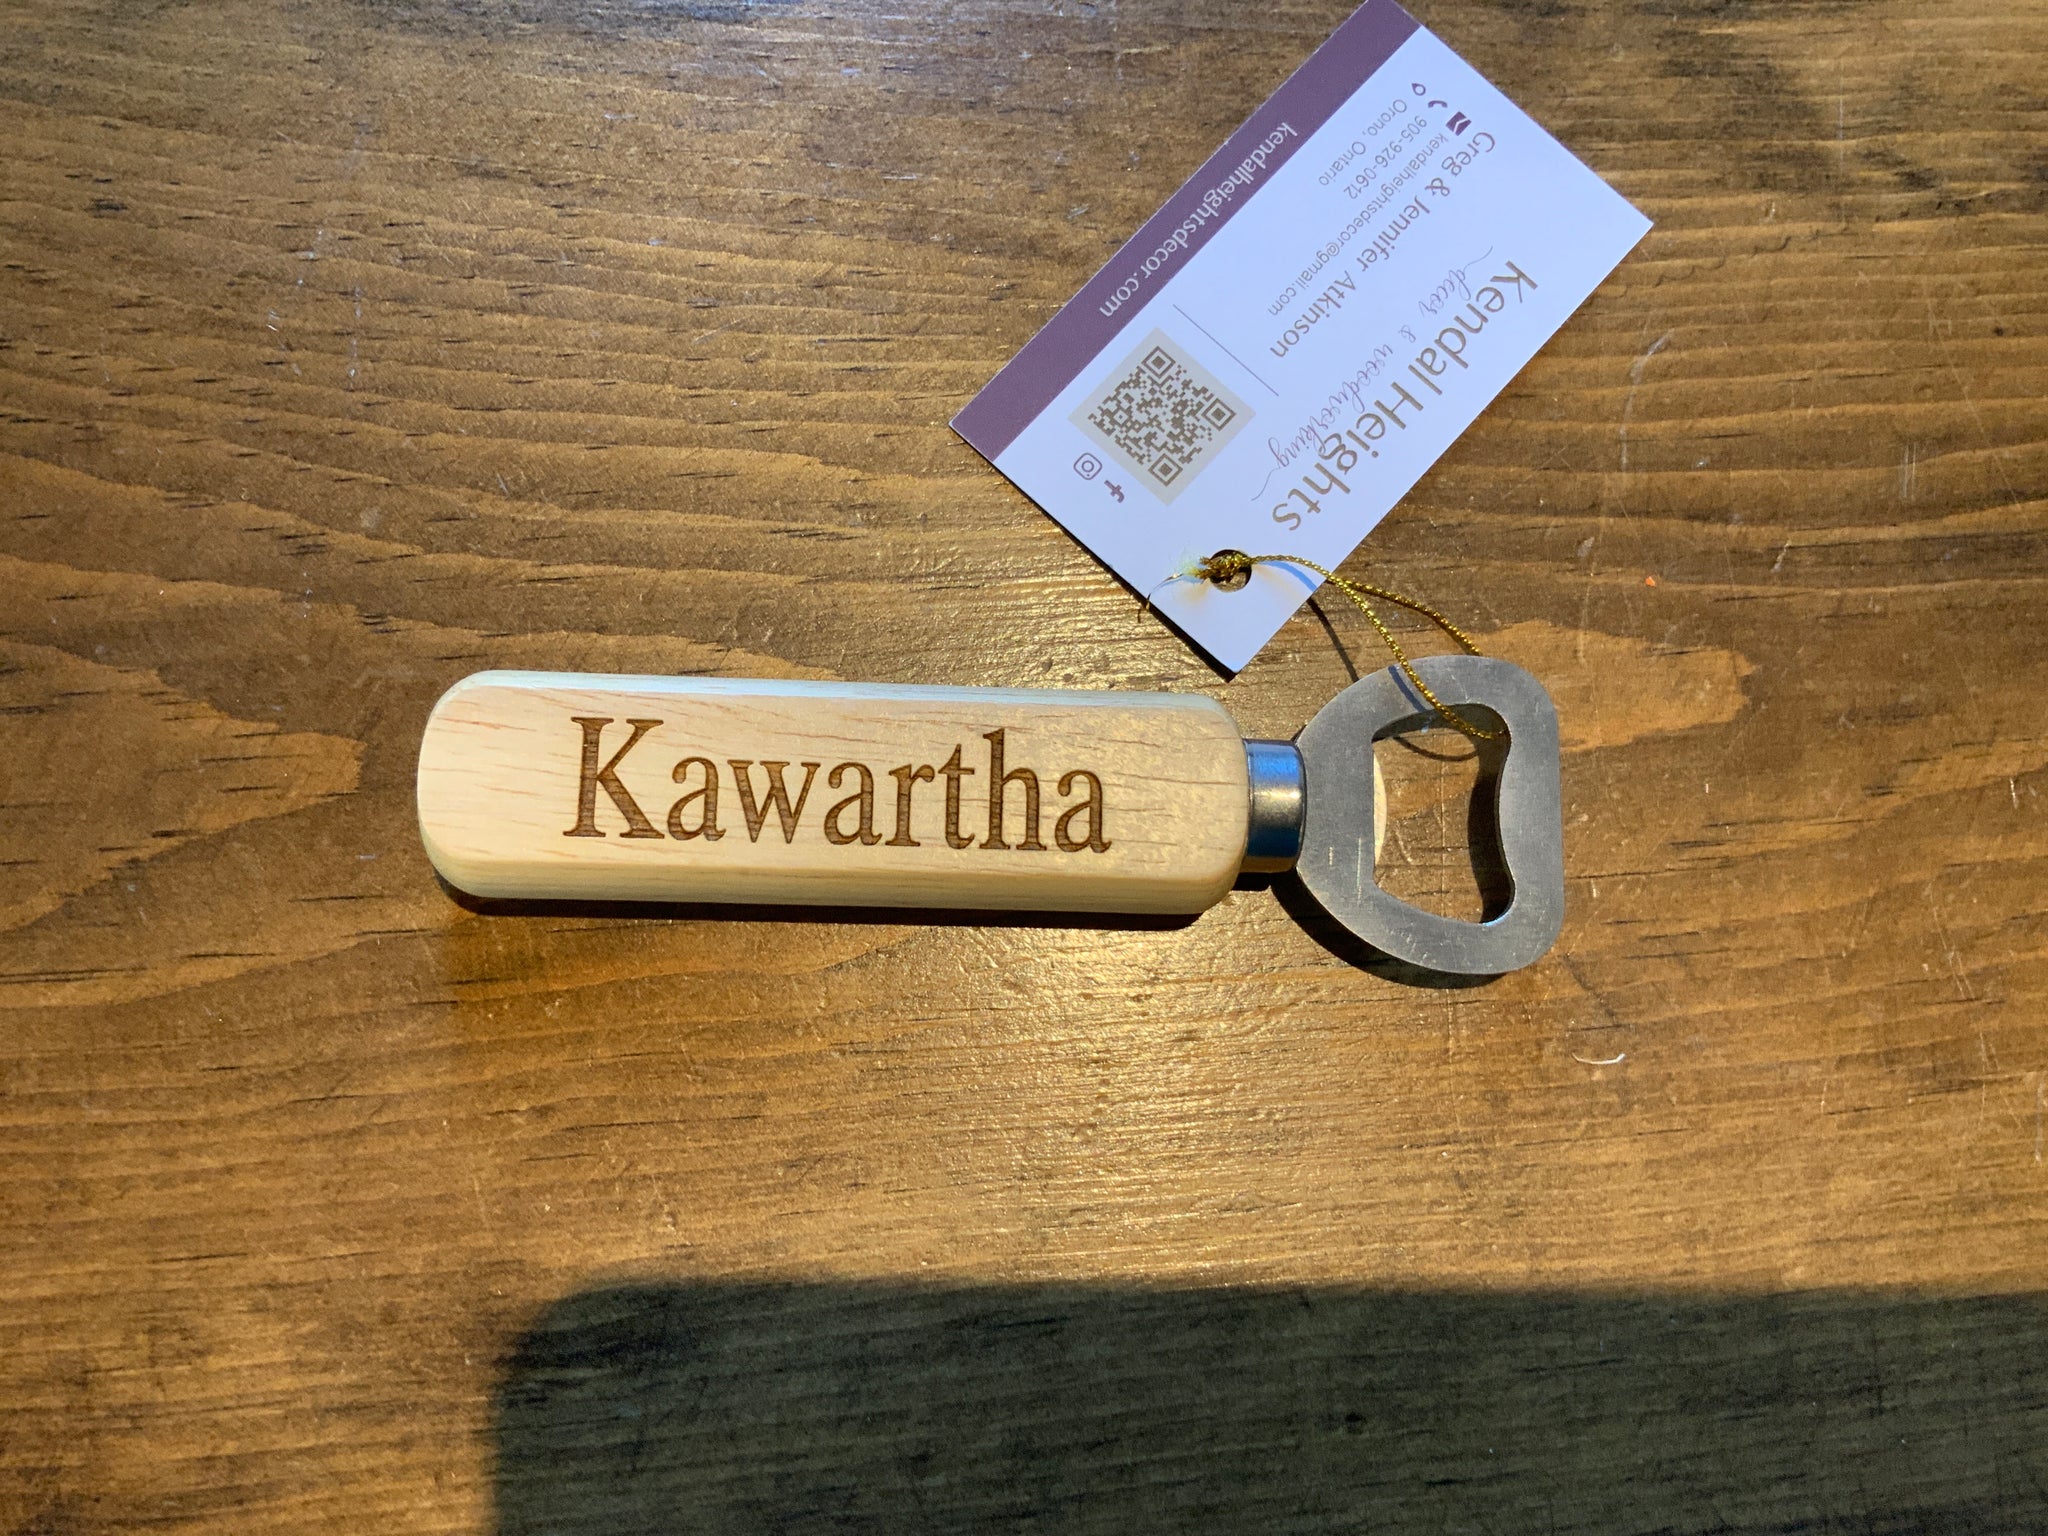 Kawartha
Kendal Heights
decor & woodworking
Greg & Jennifer Atkinson
kendalheightsdecor@gmail.com
905-926-0612
Orono, Ontario
kendalheightsdecor.com